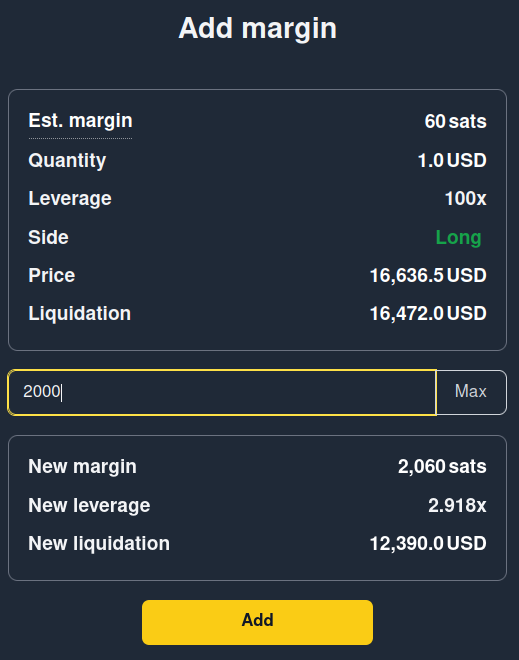 Add margin
Est. margin 60 sats
Quantity 1.0 USD
Leverage 100x
Side Long
Price 16,636.5 USD
Liquidation 16,472.0 USD
2000 Max
New margin 2,060 sats
New leverage 2.918x
New liquidation 12,390.0 USD
Add